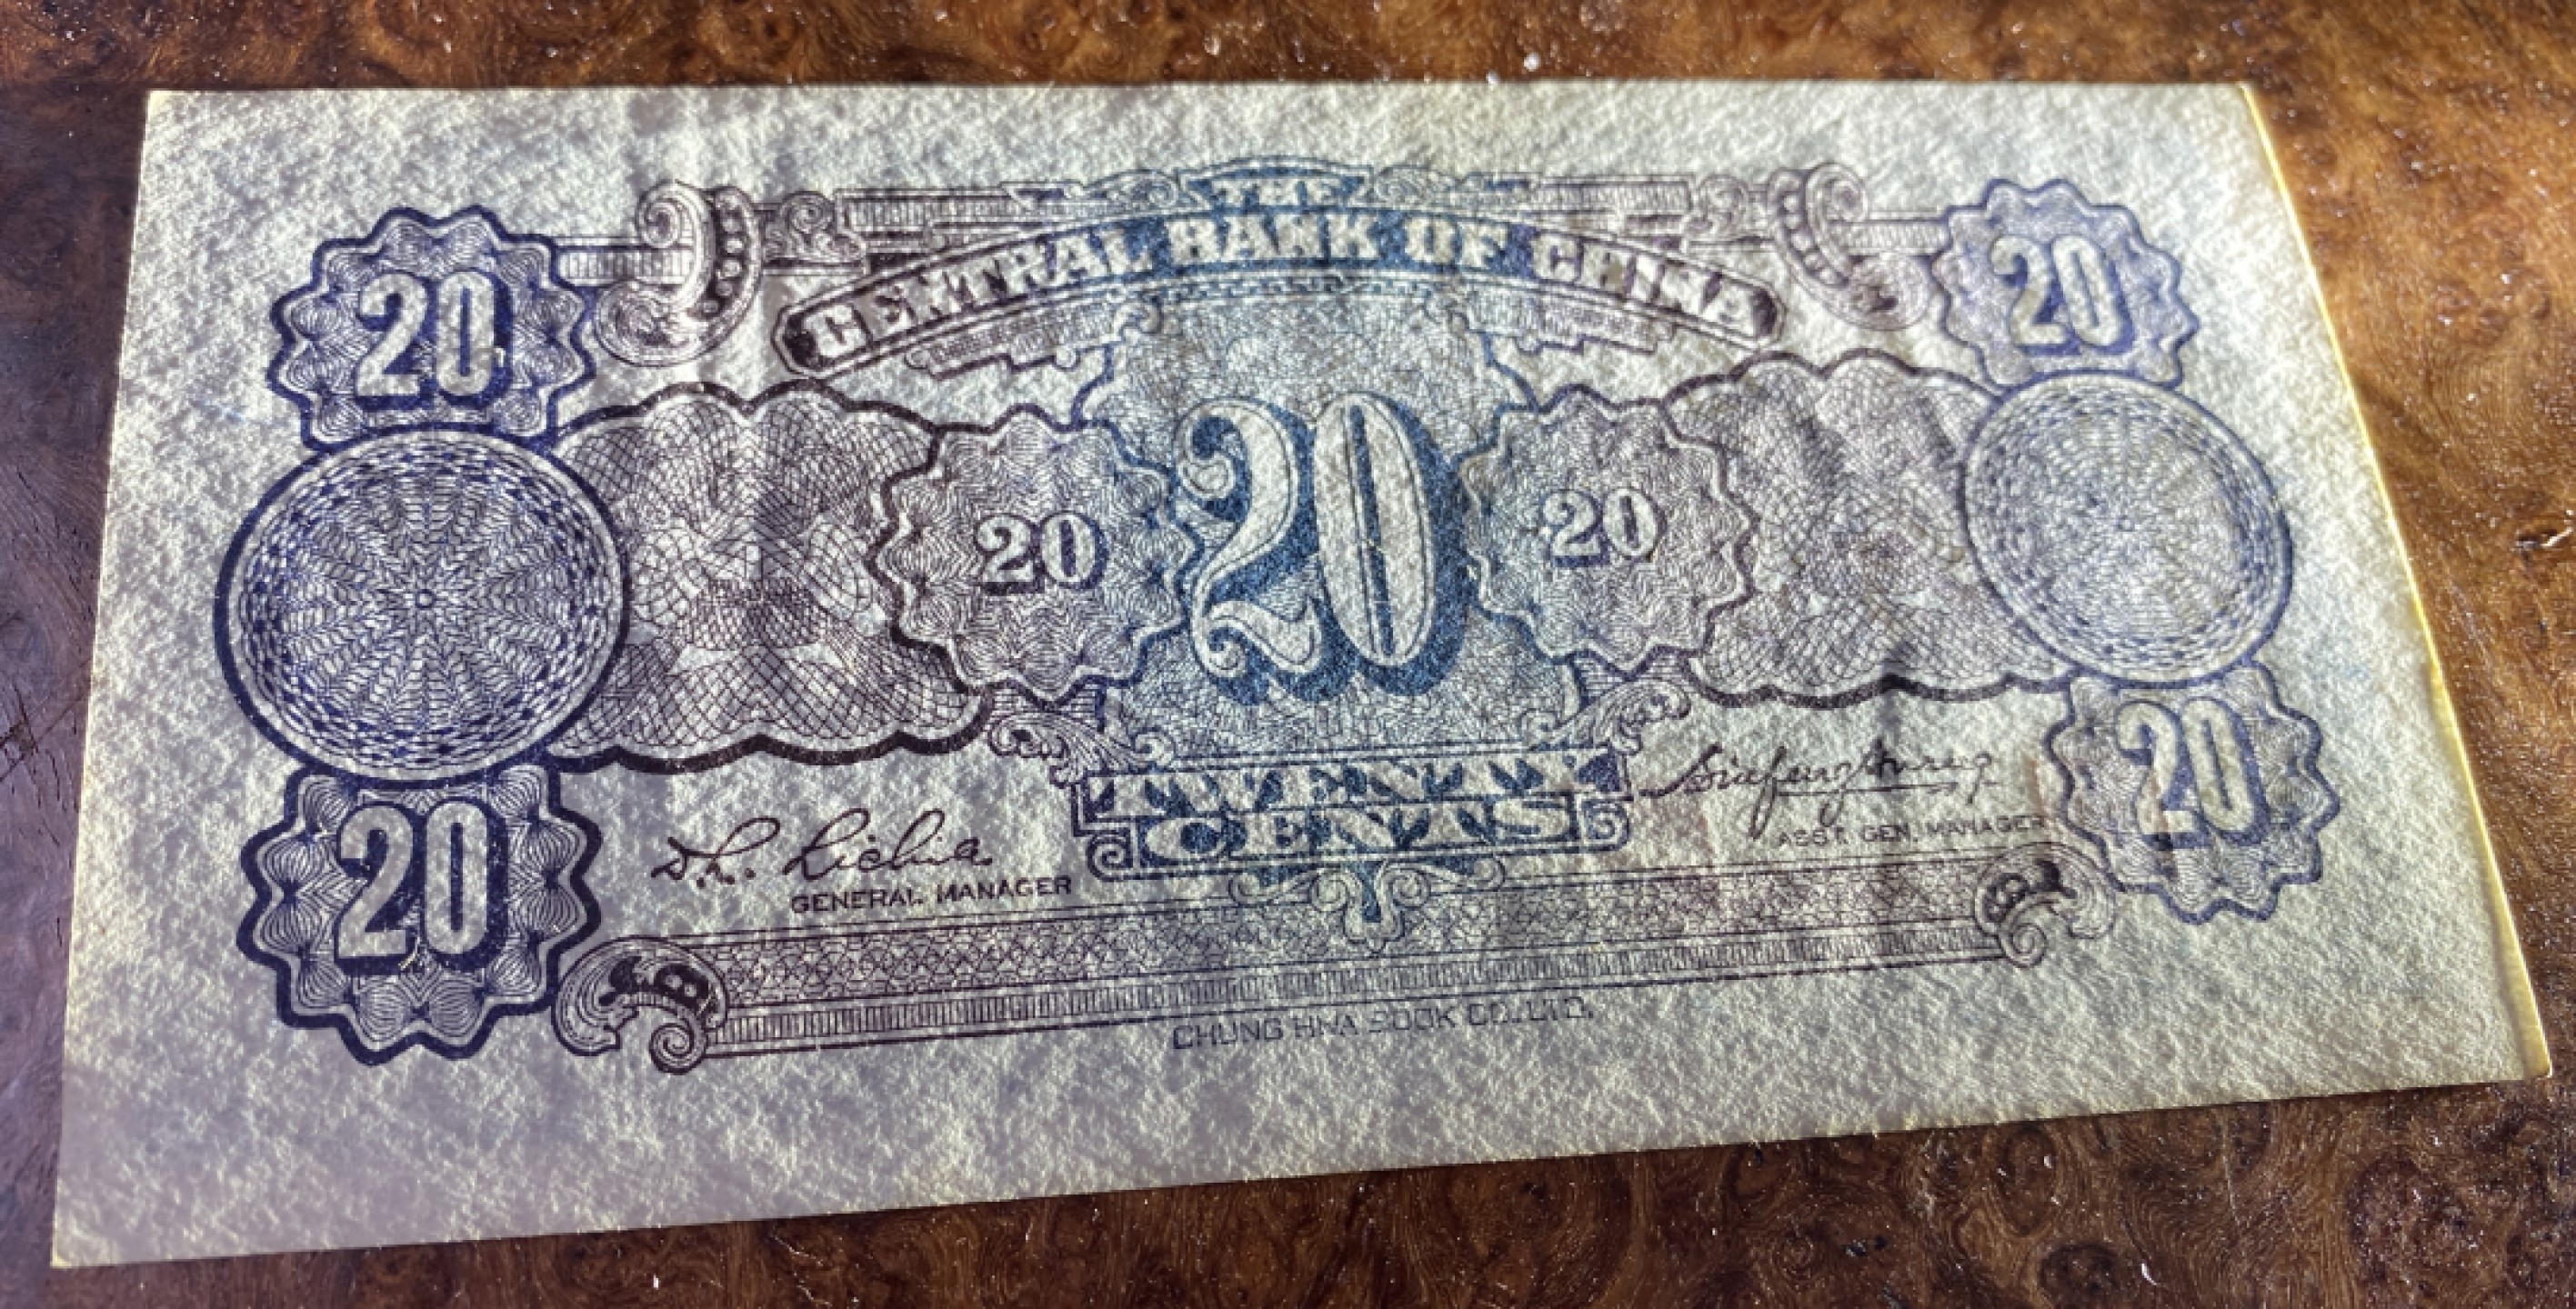 THE
CENTRAL BANK OF CHINA
20 20
20 20 20
TWENTY
CENTS
20 20
GENERAL MANAGER
ASST. GEN. MANAGER
CHUNG HWA BOOK CO. LTD.